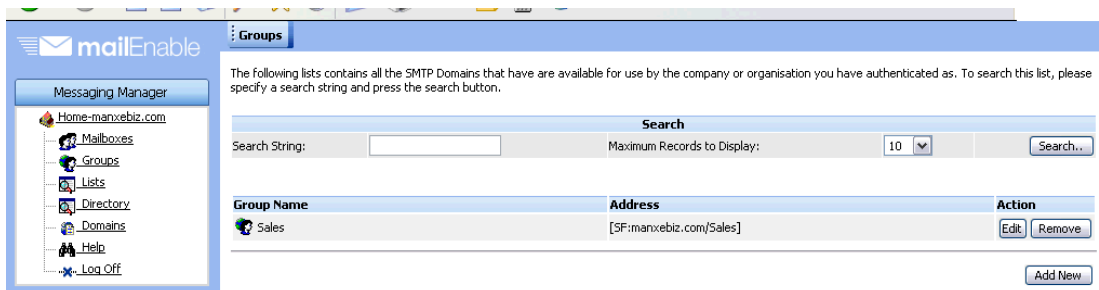 mailEnable
Messaging Manager
Home-manxebiz.com
Mailboxes
Groups
Lists
Directory
Domains
Help
Log Off
Groups
The following lists contains all the SMTP Domains that have are available for use by the company or organisation you have authenticated as. To search this list, please
specify a search string and press the search button.
Search
Search String: Maximum Records to Display: 10 Search..
Group Name Address Action
Sales [SF:manxebiz.com/Sales] Edit Remove
Add New